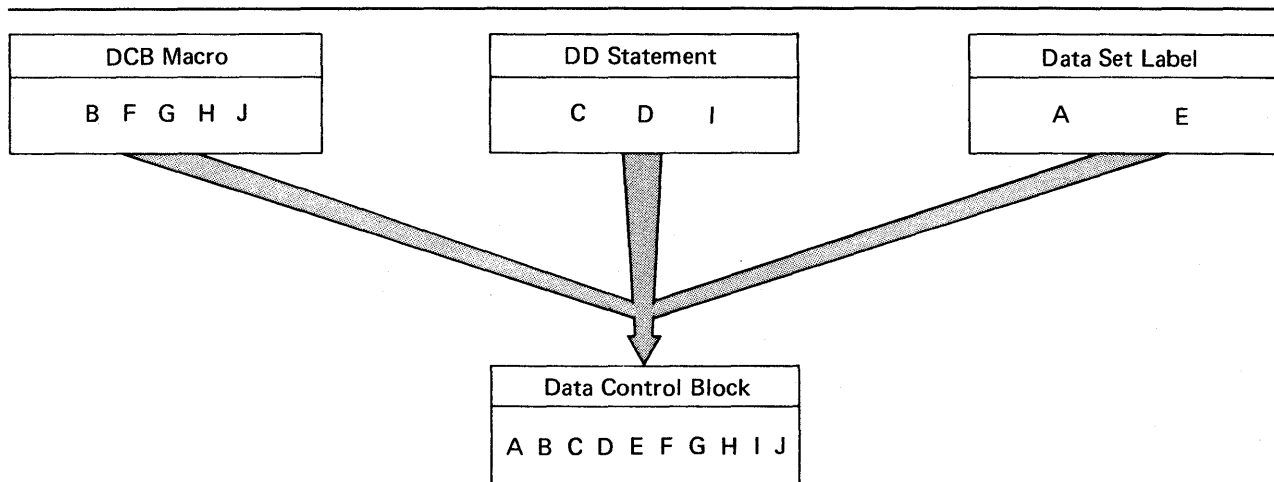 DCB Macro
B F G H J
DD Statement
C D I
Data Set Label
A E
Data Control Block
A B C D E F G H I J